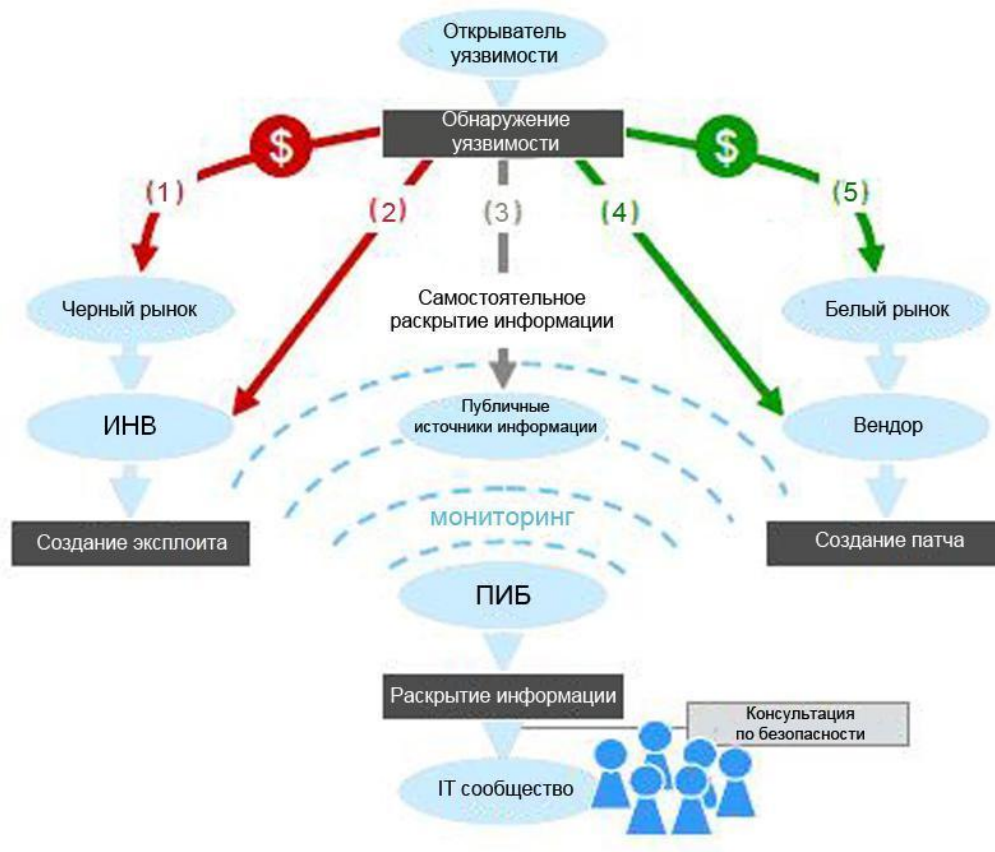 Открыватель
уязвимости
Обнаружение
уязвимости
$
$
(1)
(2)
(3)
(4)
(5)
Черный рынок
Самостоятельное
раскрытие информации
Белый рынок
ИНВ
Публичные
источники информации
Вендор
мониторинг
Создание эксплоита
Создание патча
ПИБ
Раскрытие информации
Консультация
по безопасности
IT сообщество